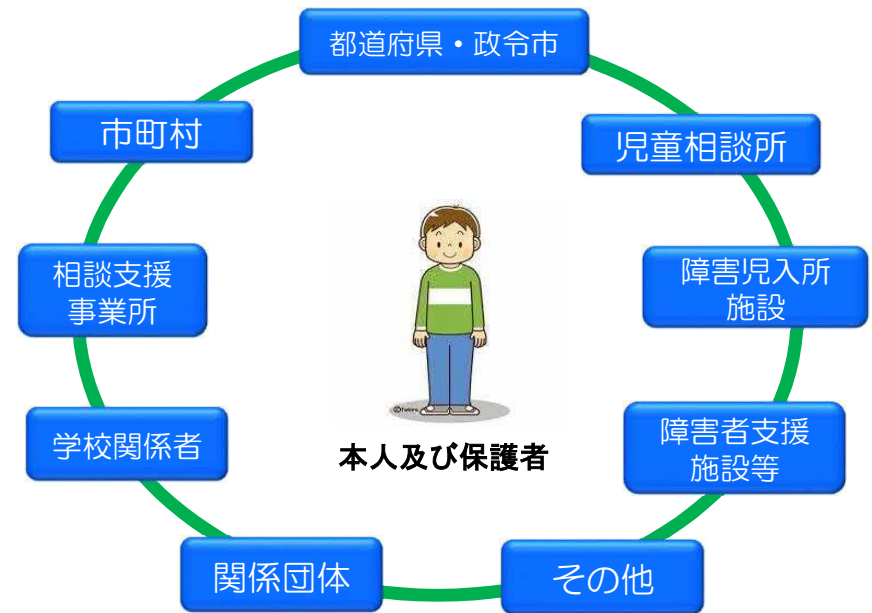 都道府県・政令市
市町村
児童相談所
相談支援
事業所
障害児入所
施設
学校関係者
本人及び保護者
障害者支援
施設等
関係団体
その他